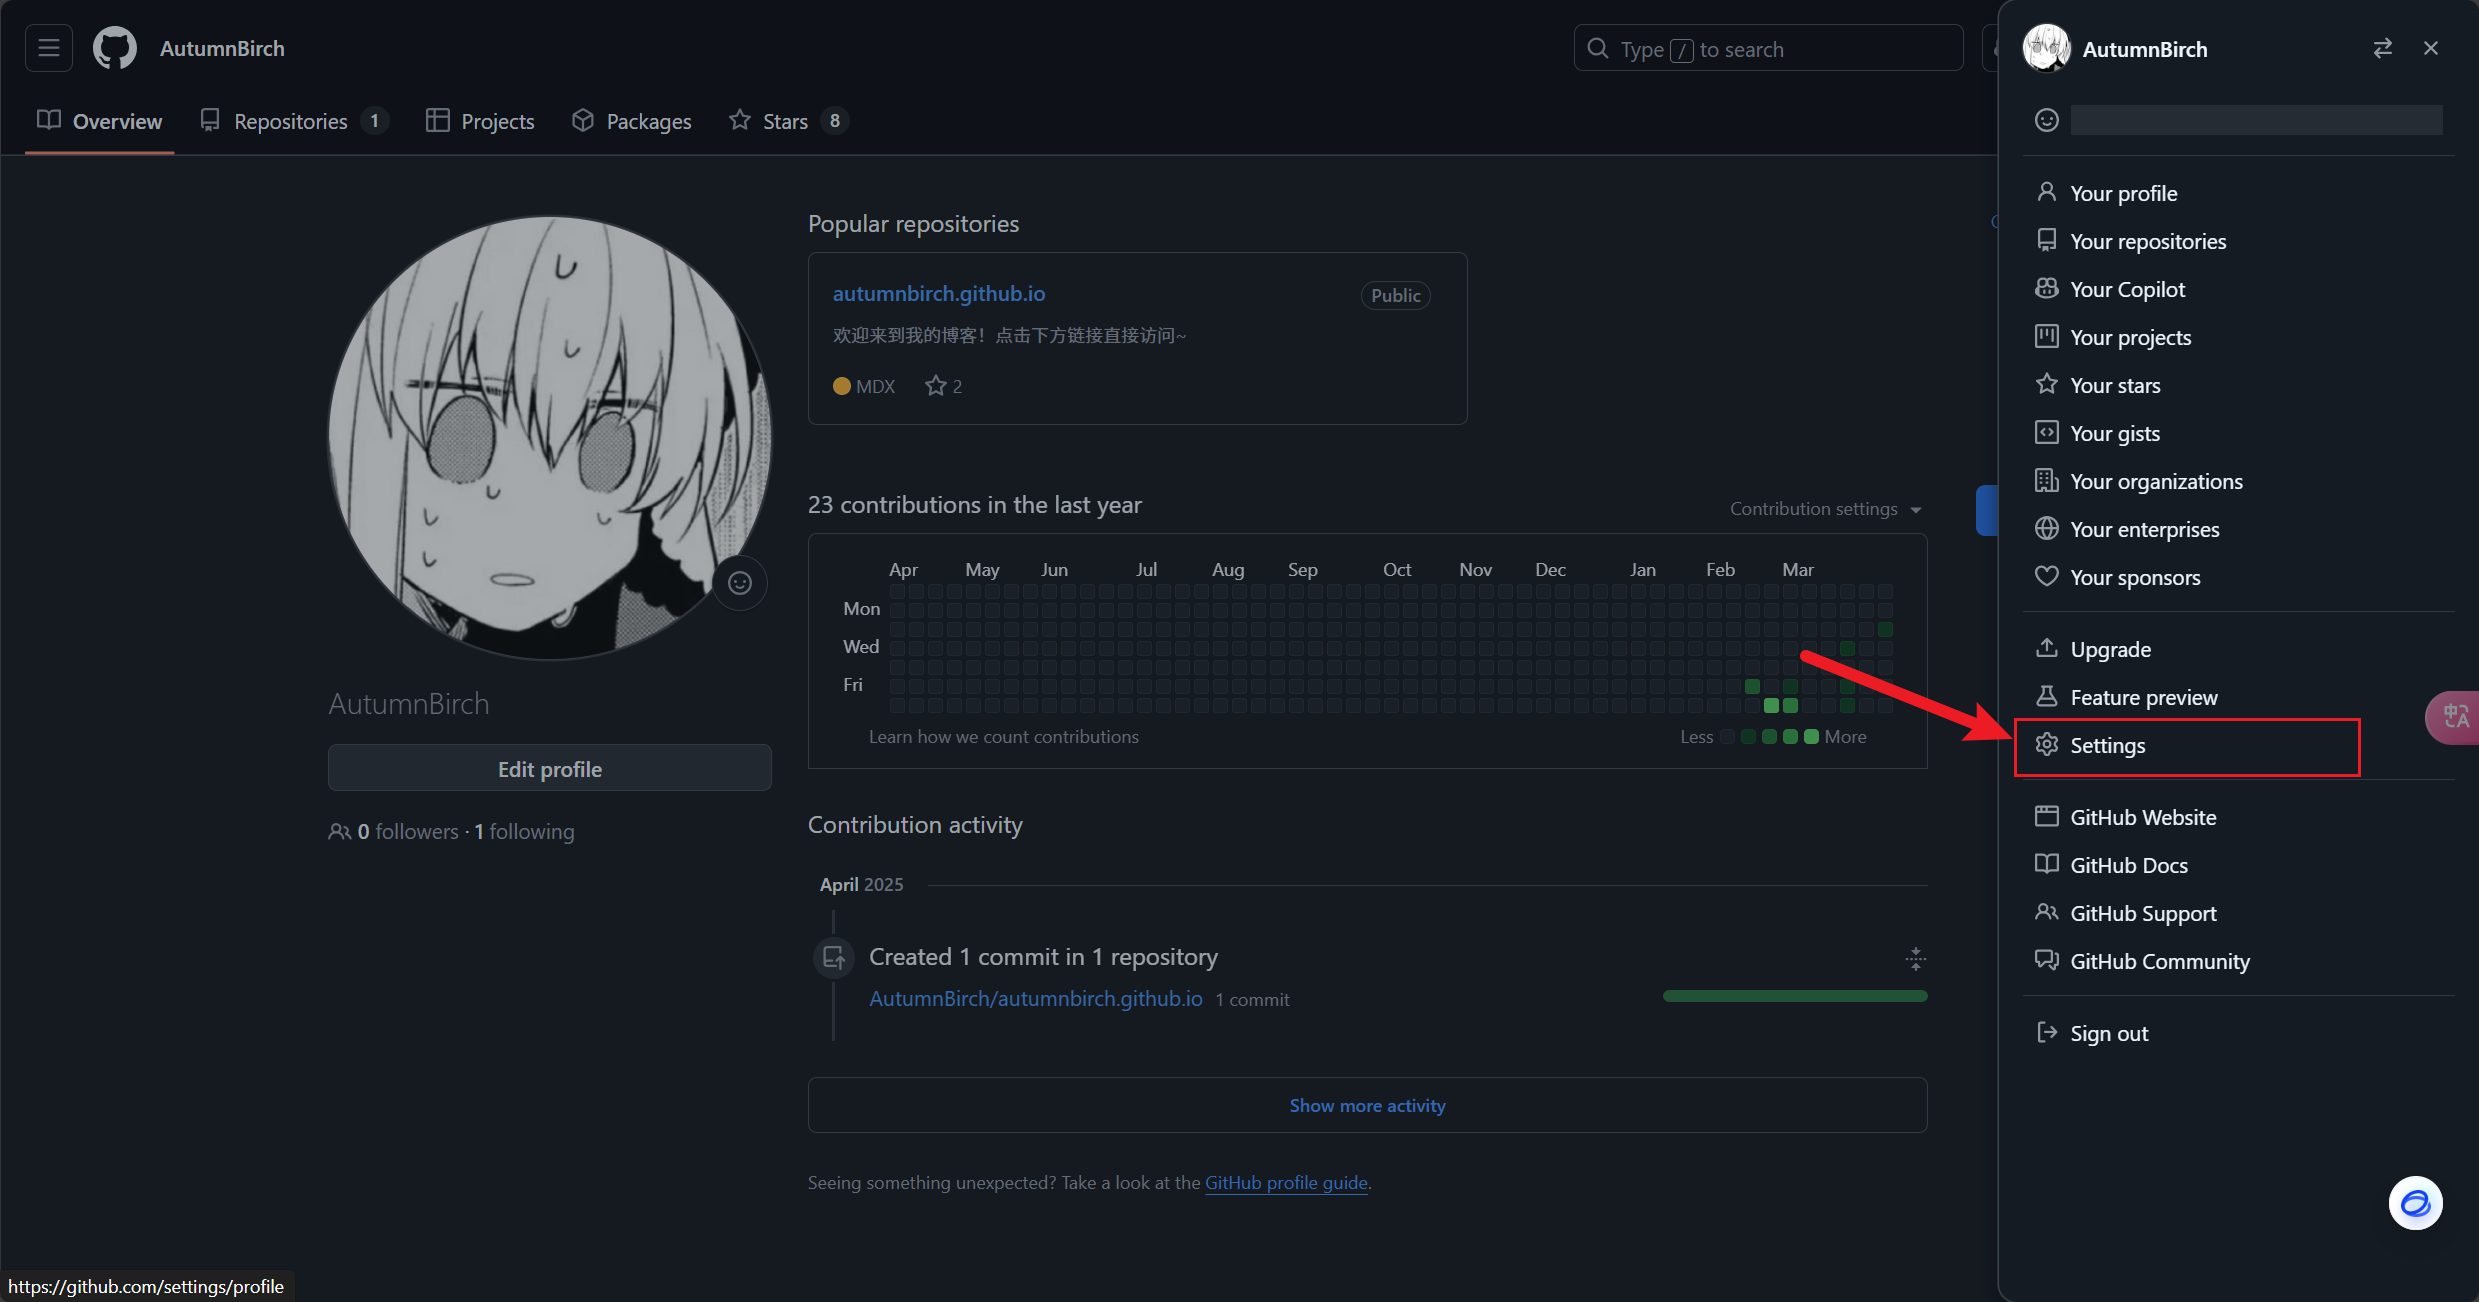 AutumnBirch
Type / to search
Overview
Repositories 1
Projects
Packages
Stars 8
Popular repositories
autumnbirch.github.io
Public
欢迎来到我的博客！点击下方链接直接访问~
MDX
2
23 contributions in the last year
Contribution settings
Apr May Jun Jul Aug Sep Oct Nov Dec Jan Feb Mar
Mon
Wed
Fri
Learn how we count contributions
Less
More
AutumnBirch
Edit profile
0 followers · 1 following
Contribution activity
April 2025
Created 1 commit in 1 repository
AutumnBirch/autumnbirch.github.io 1 commit
Show more activity
Seeing something unexpected? Take a look at the GitHub profile guide.
https://github.com/settings/profile
AutumnBirch
Your profile
Your repositories
Your Copilot
Your projects
Your stars
Your gists
Your organizations
Your enterprises
Your sponsors
Upgrade
Feature preview
Settings
GitHub Website
GitHub Docs
GitHub Support
GitHub Community
Sign out